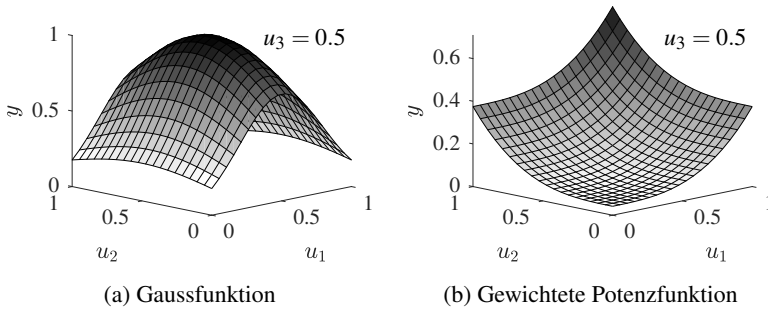 1
u₃ = 0.5
y
0.5
0
1
0.5
0
0
0.5
1
u₂
u₁
(a) Gaussfunktion
u₃ = 0.5
0.6
y
0.4
0.2
0
1
0.5
0
0
0.5
1
u₂
u₁
(b) Gewichtete Potenzfunktion